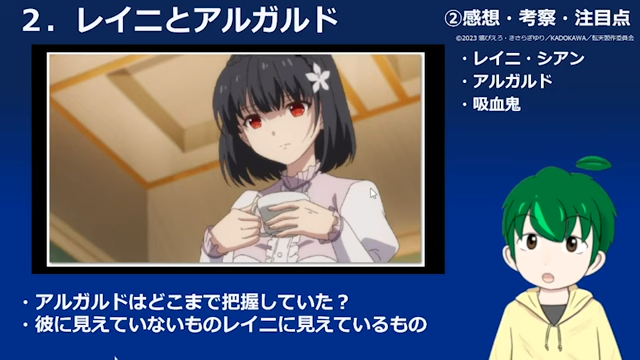 ２．レイニとアルガルド
②感想・考察・注目点
©2023 鴉ぴえろ・きさらぎゆり／KADOKAWA／転天製作委員会
・レイニ・シアン
・アルガルド
・吸血鬼
・アルガルドはどこまで把握していた？
・彼に見えていないものレイニに見えているもの